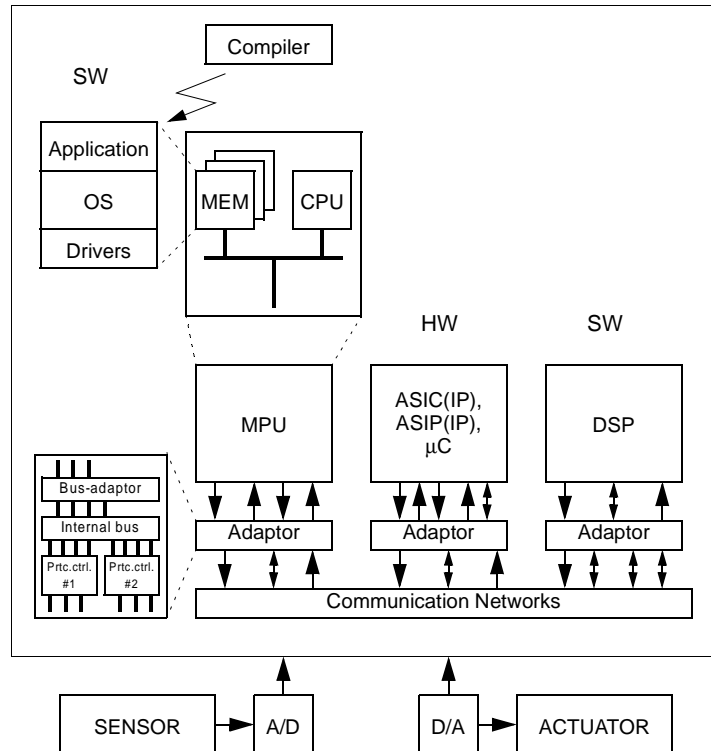 Compiler
SW
Application
OS
Drivers
MEM
CPU
HW
SW
MPU
ASIC(IP),
ASIP(IP),
μC
DSP
Bus-adaptor
Internal bus
Prtc.ctrl.
#1
Prtc.ctrl.
#2
Adaptor
Adaptor
Adaptor
Communication Networks
SENSOR
A/D
D/A
ACTUATOR